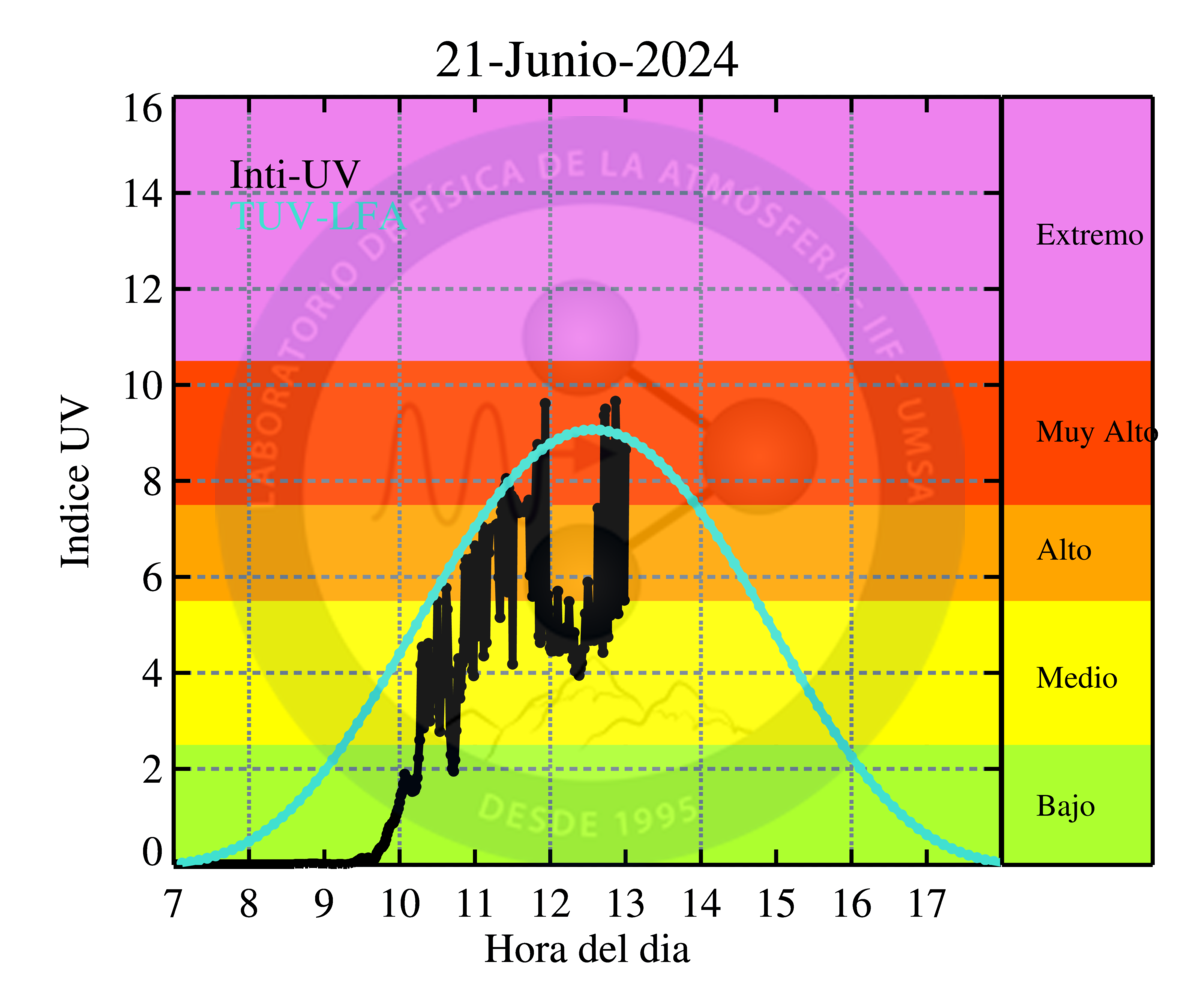 21-Junio-2024
16
14
12
10
8
6
4
2
0
Indice UV
Inti-UV
TUV-LFA
LABORATORIO DE FÍSICA DE LA ATMÓSFERA - IIF - UMSA
DESDE 1995
Extremo
Muy Alto
Alto
Medio
Bajo
7 8 9 10 11 12 13 14 15 16 17
Hora del dia